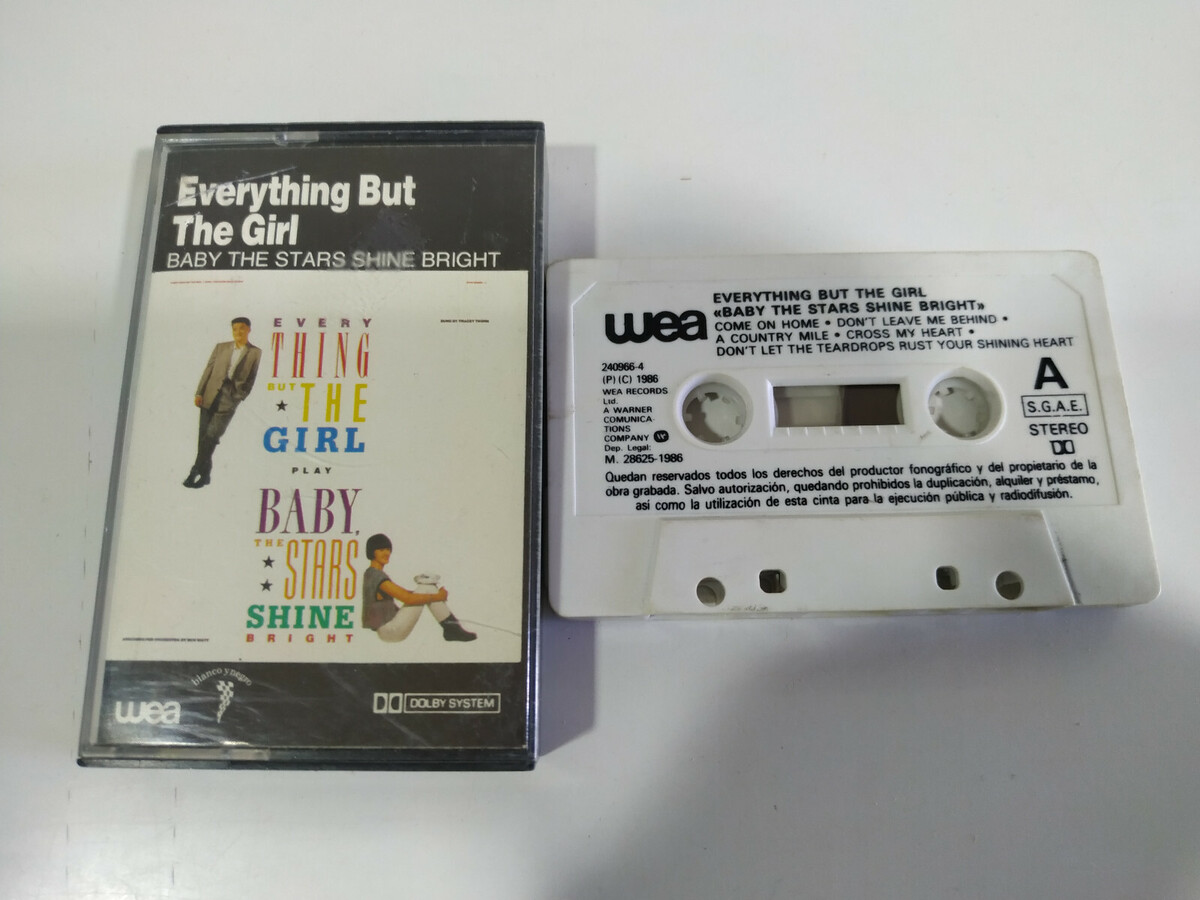 Everything But
The Girl
BABY THE STARS SHINE BRIGHT
EVERY
THING
BUT THE
GIRL
PLAY
BABY,
THE STARS
SHINE
BRIGHT
wea
blanco y negro
DOLBY SYSTEM
wea
EVERYTHING BUT THE GIRL
«BABY THE STARS SHINE BRIGHT»
COME ON HOME • DON'T LEAVE ME BEHIND •
A COUNTRY MILE • CROSS MY HEART •
DON'T LET THE TEARDROPS RUST YOUR SHINING HEART
240966-4
(P) (C) 1986
WEA RECORDS
Ltd.
A WARNER
COMUNICA-
TIONS
COMPANY
Dep. Legal:
M. 28625-1986
A
S.G.A.E.
STEREO
Quedan reservados todos los derechos del productor fonográfico y del propietario de la
obra grabada. Salvo autorización, quedando prohibidos la duplicación, alquiler y préstamo,
asi como la utilización de esta cinta para la ejecución pública y radiodifusión.